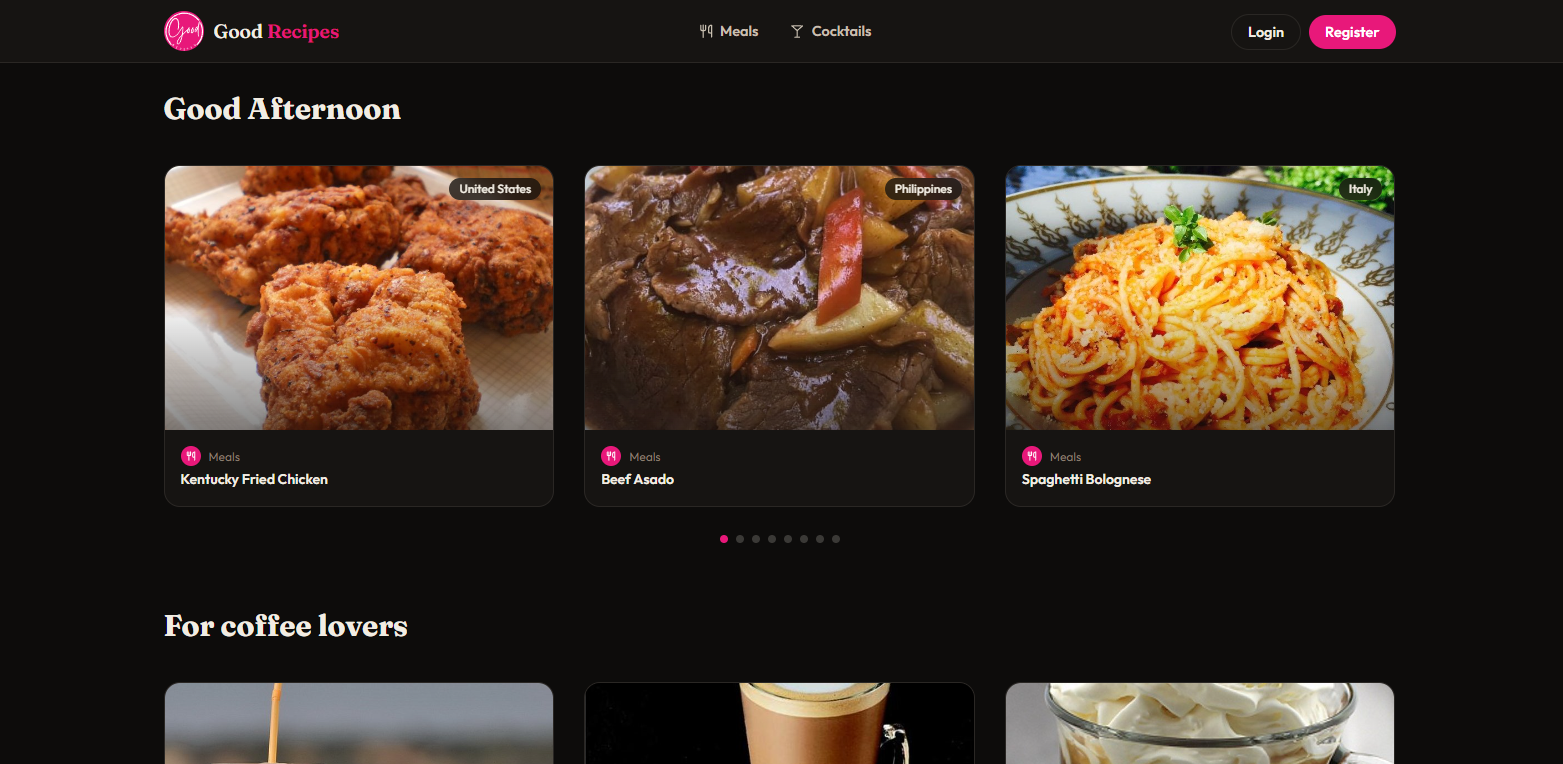 Good
Good Recipes
Meals
Cocktails
Login
Register
Good Afternoon
United States
Philippines
Italy
Meals
Kentucky Fried Chicken
Meals
Beef Asado
Meals
Spaghetti Bolognese
For coffee lovers